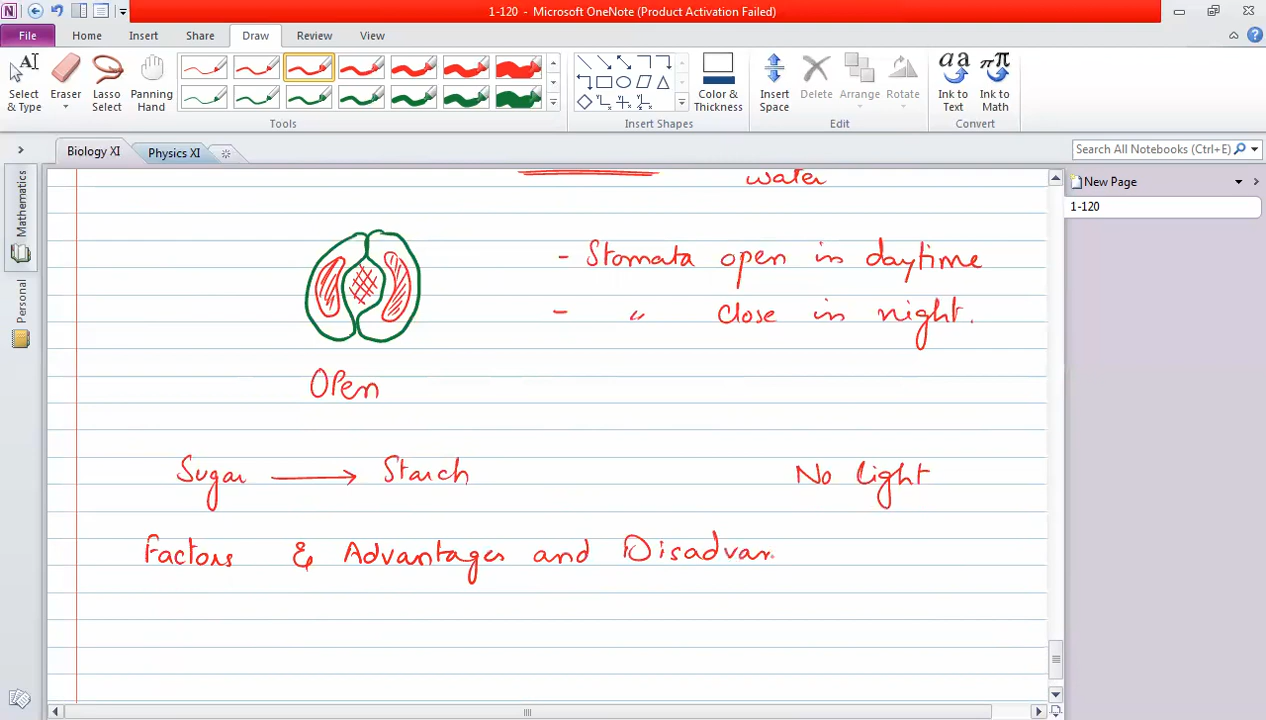 1-120 - Microsoft OneNote (Product Activation Failed)
File Home Insert Share Draw Review View
Select & Type
Eraser
Lasso Select
Panning Hand
Color & Thickness
Insert Space
Delete
Arrange
Rotate
Ink to Text
Ink to Math
Tools
Insert Shapes
Edit
Convert
Biology XI
Physics XI
Search All Notebooks (Ctrl+E)
Mathematics
Personal
New Page
1-120
water
- Stomata open in daytime
- " close in night.
Open
Sugar → Starch
No light
Factors & Advantages and Disadvan